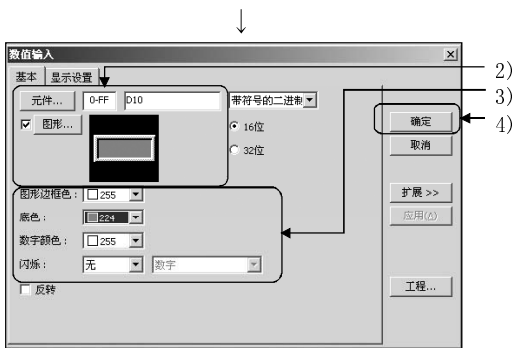 ↓
数值输入
基本 显示设置
2)
3)
元件... 0-FF D10 带符号的二进制
4)
图形... 16位 确定
32位 取消
图形边框色： 255 扩展 >>
底色： 224 应用(A)
数字颜色： 255
闪烁： 无 数字
反转 工程...